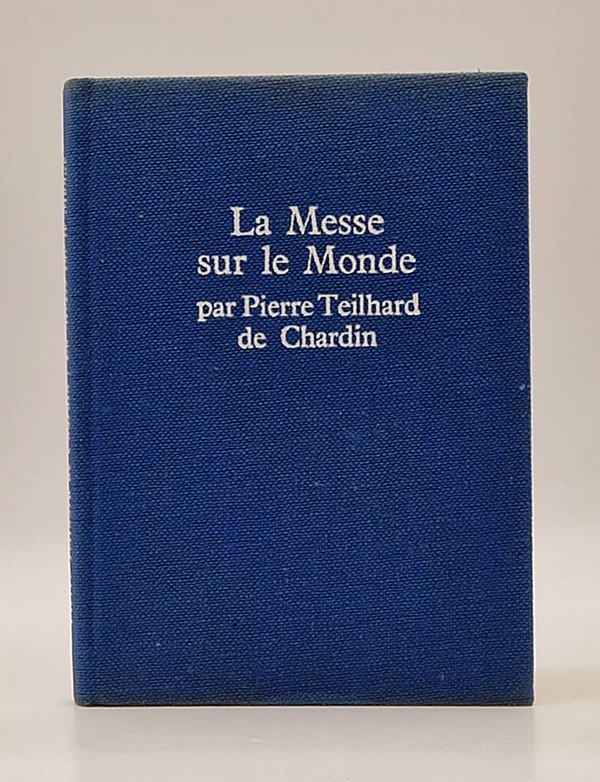 La Messe
sur le Monde
par Pierre Teilhard
de Chardin